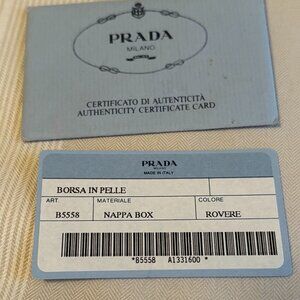 PRADA
MILANO
CERTIFICATO DI AUTENTICITÀ
AUTHENTICITY CERTIFICATE CARD
PRADA
MILANO
MADE IN ITALY
BORSA IN PELLE
ART. MATERIALE COLORE
B5558 NAPPA BOX ROVERE
*B5558 A1331600 *